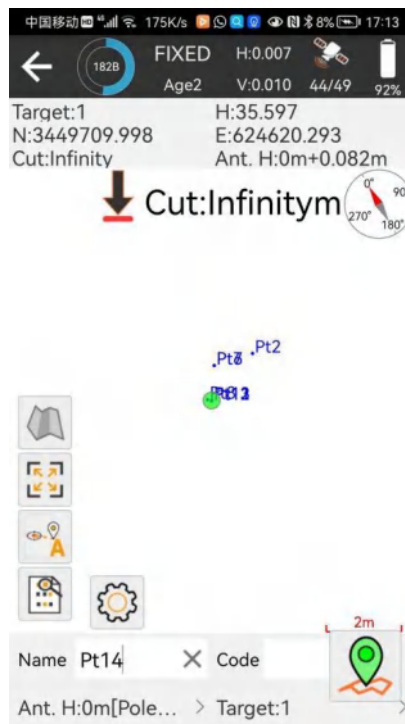 中国移动 HD 175K/s 8% 17:13
182B FIXED H:0.007
Age2 V:0.010 44/49 92%
Target:1 H:35.597
N:3449709.998 E:624620.293
Cut:Infinity Ant. H:0m+0.082m
Cut:Infinitym
0° 90 180° 270°
Pt2
A
2m
Name Pt14 Code
Ant. H:0m[Pole... > Target:1